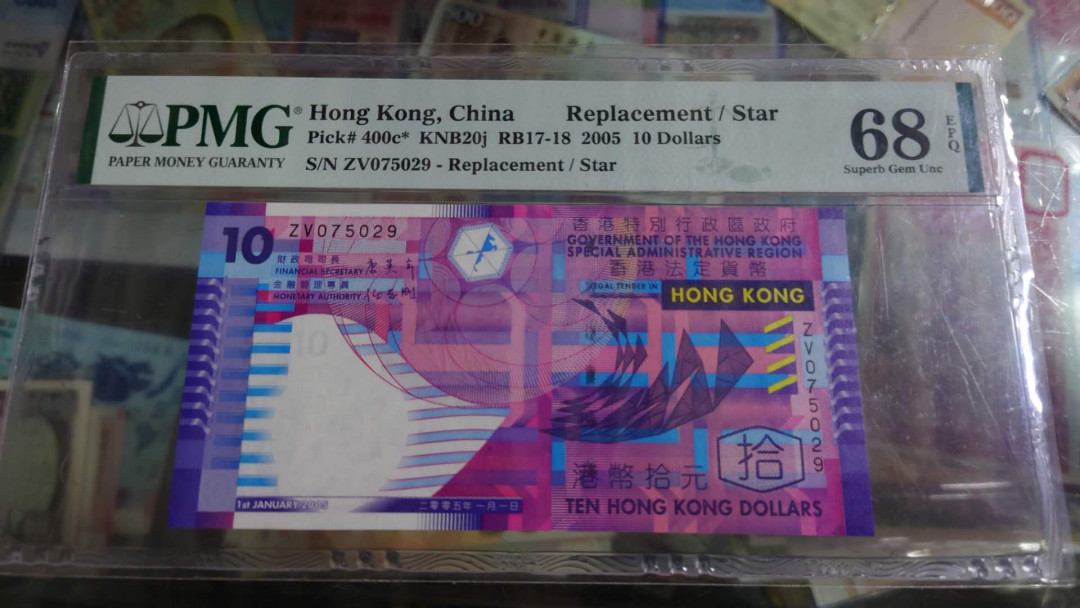 PMG®
PAPER MONEY GUARANTY
Hong Kong, China Replacement / Star
Pick# 400c* KNB20j RB17-18 2005 10 Dollars
S/N ZV075029 - Replacement / Star
68
EPQ
Superb Gem Unc
10
ZV075029
財政司司長
FINANCIAL SECRETARY
金融管理專員
MONETARY AUTHORITY
香港特別行政區政府
GOVERNMENT OF THE HONG KONG
SPECIAL ADMINISTRATIVE REGION
香港法定貨幣
LEGAL TENDER IN
HONG KONG
10
ZV075029
拾
港幣拾元
TEN HONG KONG DOLLARS
1st JANUARY 2005
二零零五年一月一日